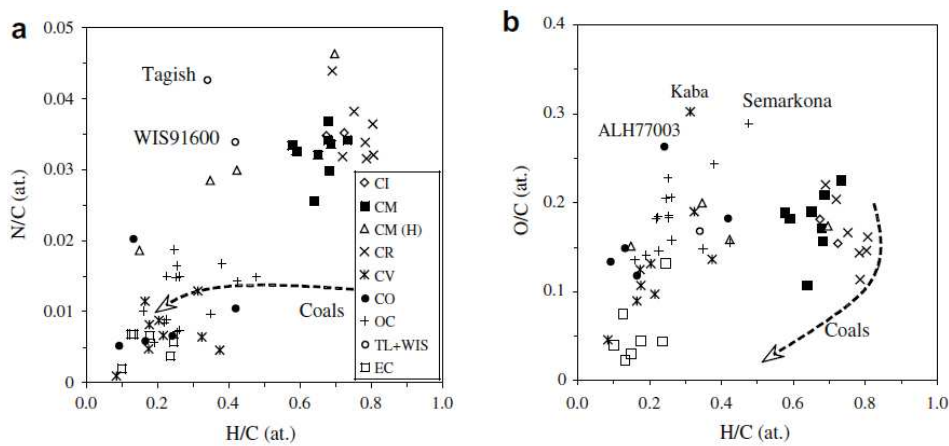 a
0.05
0.04
0.03
0.02
0.01
0
N/C (at.)
Tagish
WIS91600
Coals
CI
CM
CM (H)
CR
CV
CO
OC
TL+WIS
EC
0.0 0.2 0.4 0.6 0.8 1.0
H/C (at.)
b
0.4
0.3
0.2
0.1
0.0
O/C (at.)
Kaba
Semarkona
ALH77003
Coals
0.0 0.2 0.4 0.6 0.8 1.0
H/C (at.)